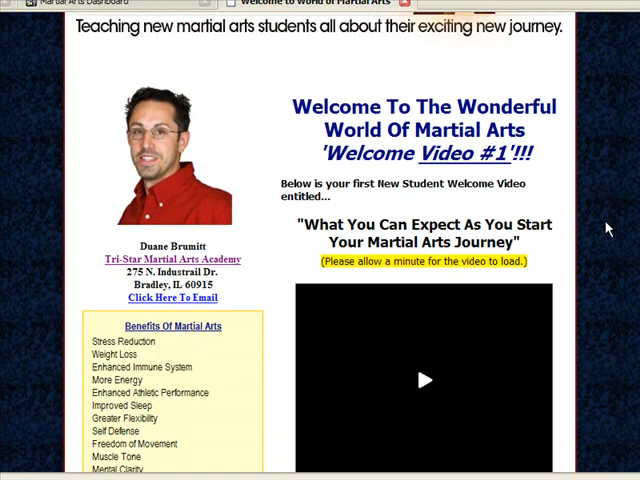 Martial Arts Dashboard
Welcome to World of Martial Arts
Teaching new martial arts students all about their exciting new journey.
Welcome To The Wonderful
World Of Martial Arts
'Welcome Video #1'!!!
Below is your first New Student Welcome Video
entitled...
"What You Can Expect As You Start
Your Martial Arts Journey"
(Please allow a minute for the video to load.)
Duane Brumitt
Tri-Star Martial Arts Academy
275 N. Industrail Dr.
Bradley, IL 60915
Click Here To Email
Benefits Of Martial Arts
Stress Reduction
Weight Loss
Enhanced Immune System
More Energy
Enhanced Athletic Performance
Improved Sleep
Greater Flexibility
Self Defense
Freedom of Movement
Muscle Tone
Mental Clarity